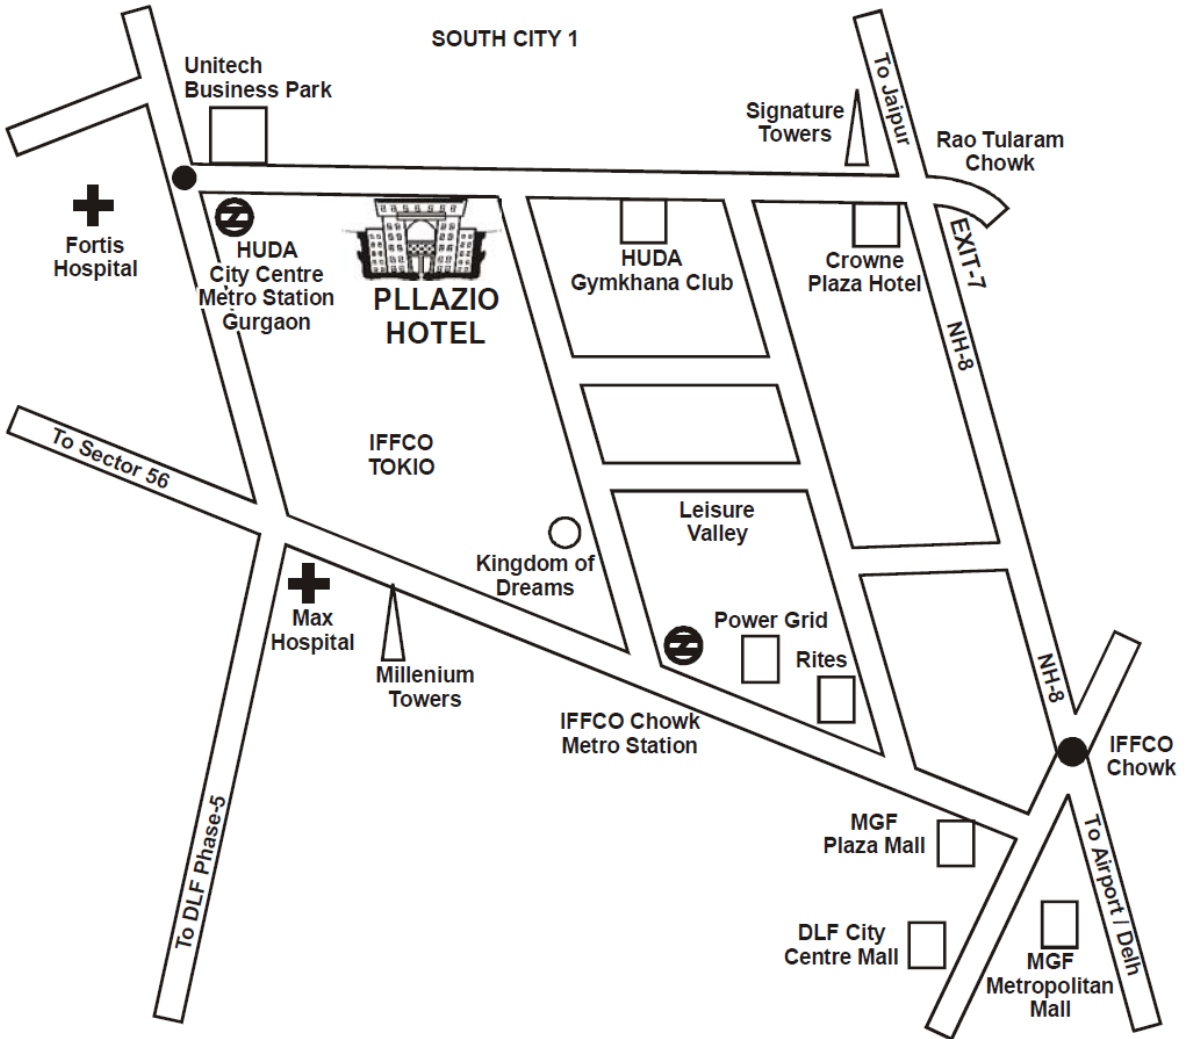 SOUTH CITY 1
Unitech
Business Park
To Jaipur
Signature
Towers
Rao Tularam
Chowk
Fortis
Hospital
HUDA
City Centre
Metro Station
Gurgaon
PLLAZIO
HOTEL
HUDA
Gymkhana Club
Crowne
Plaza Hotel
EXIT-7
NH-8
To Sector 56
IFFCO
TOKIO
Leisure
Valley
Kingdom of
Dreams
Max
Hospital
Millenium
Towers
Power Grid
Rites
NH-8
IFFCO Chowk
Metro Station
IFFCO
Chowk
To DLF Phase-5
MGF
Plaza Mall
To Airport / Delh
DLF City
Centre Mall
MGF
Metropolitan
Mall